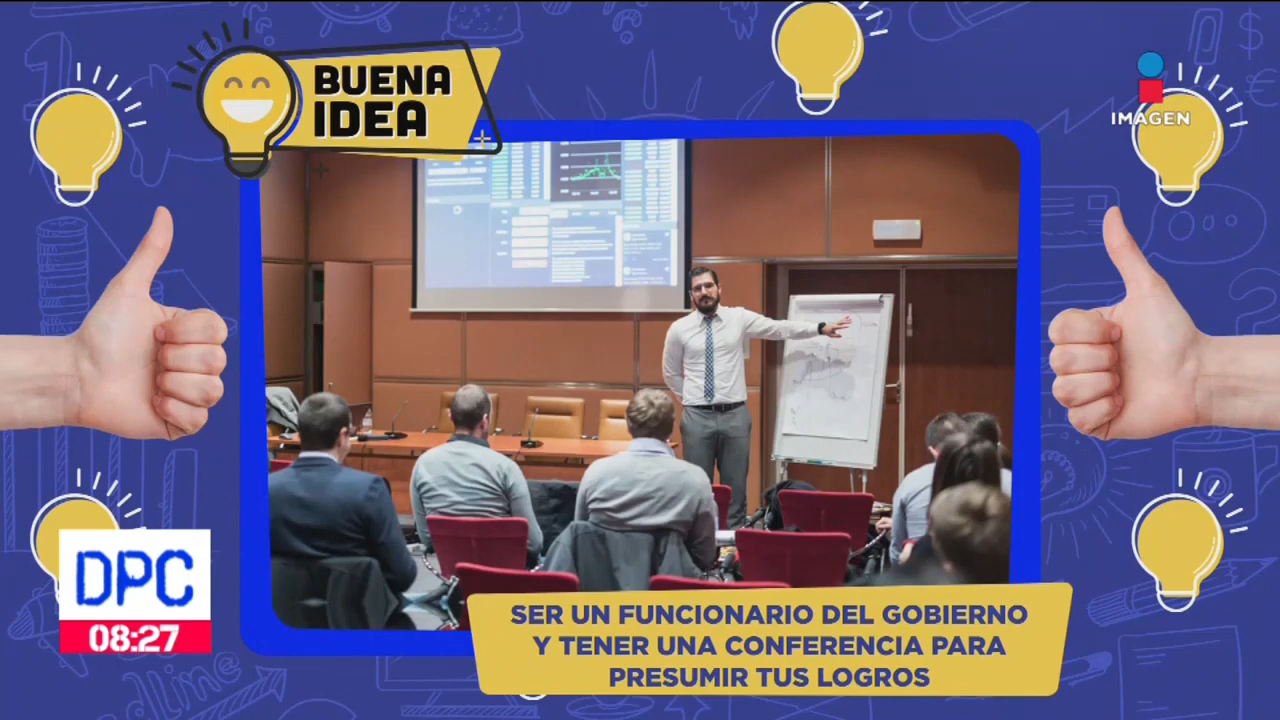 BUENA
IDEA
IMAGEN
DPC
08:27
SER UN FUNCIONARIO DEL GOBIERNO
Y TENER UNA CONFERENCIA PARA
PRESUMIR TUS LOGROS